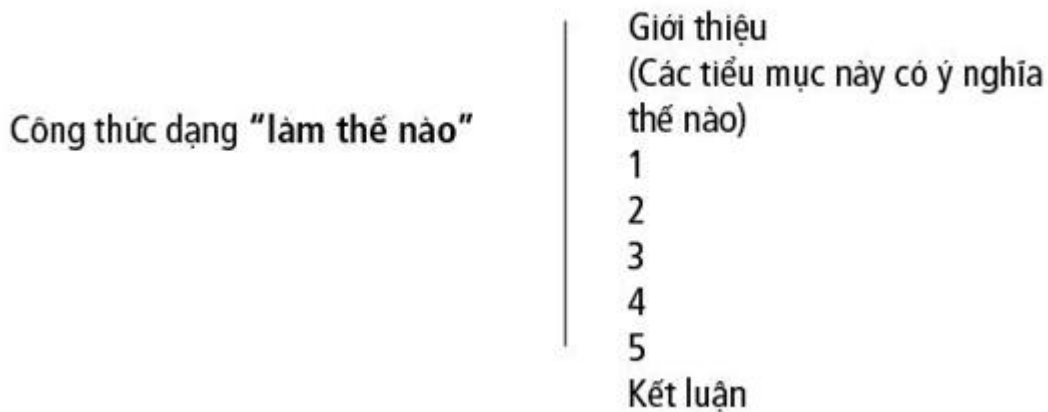 Công thức dạng “làm thế nào”
Giới thiệu
(Các tiểu mục này có ý nghĩa
thế nào)
1
2
3
4
5
Kết luận